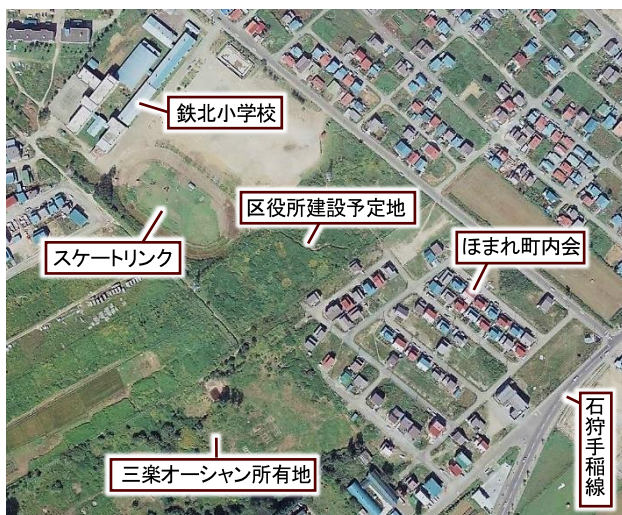 鉄北小学校
区役所建設予定地
ほまれ町内会
スケートリンク
石狩手稲線
三楽オーシャン所有地